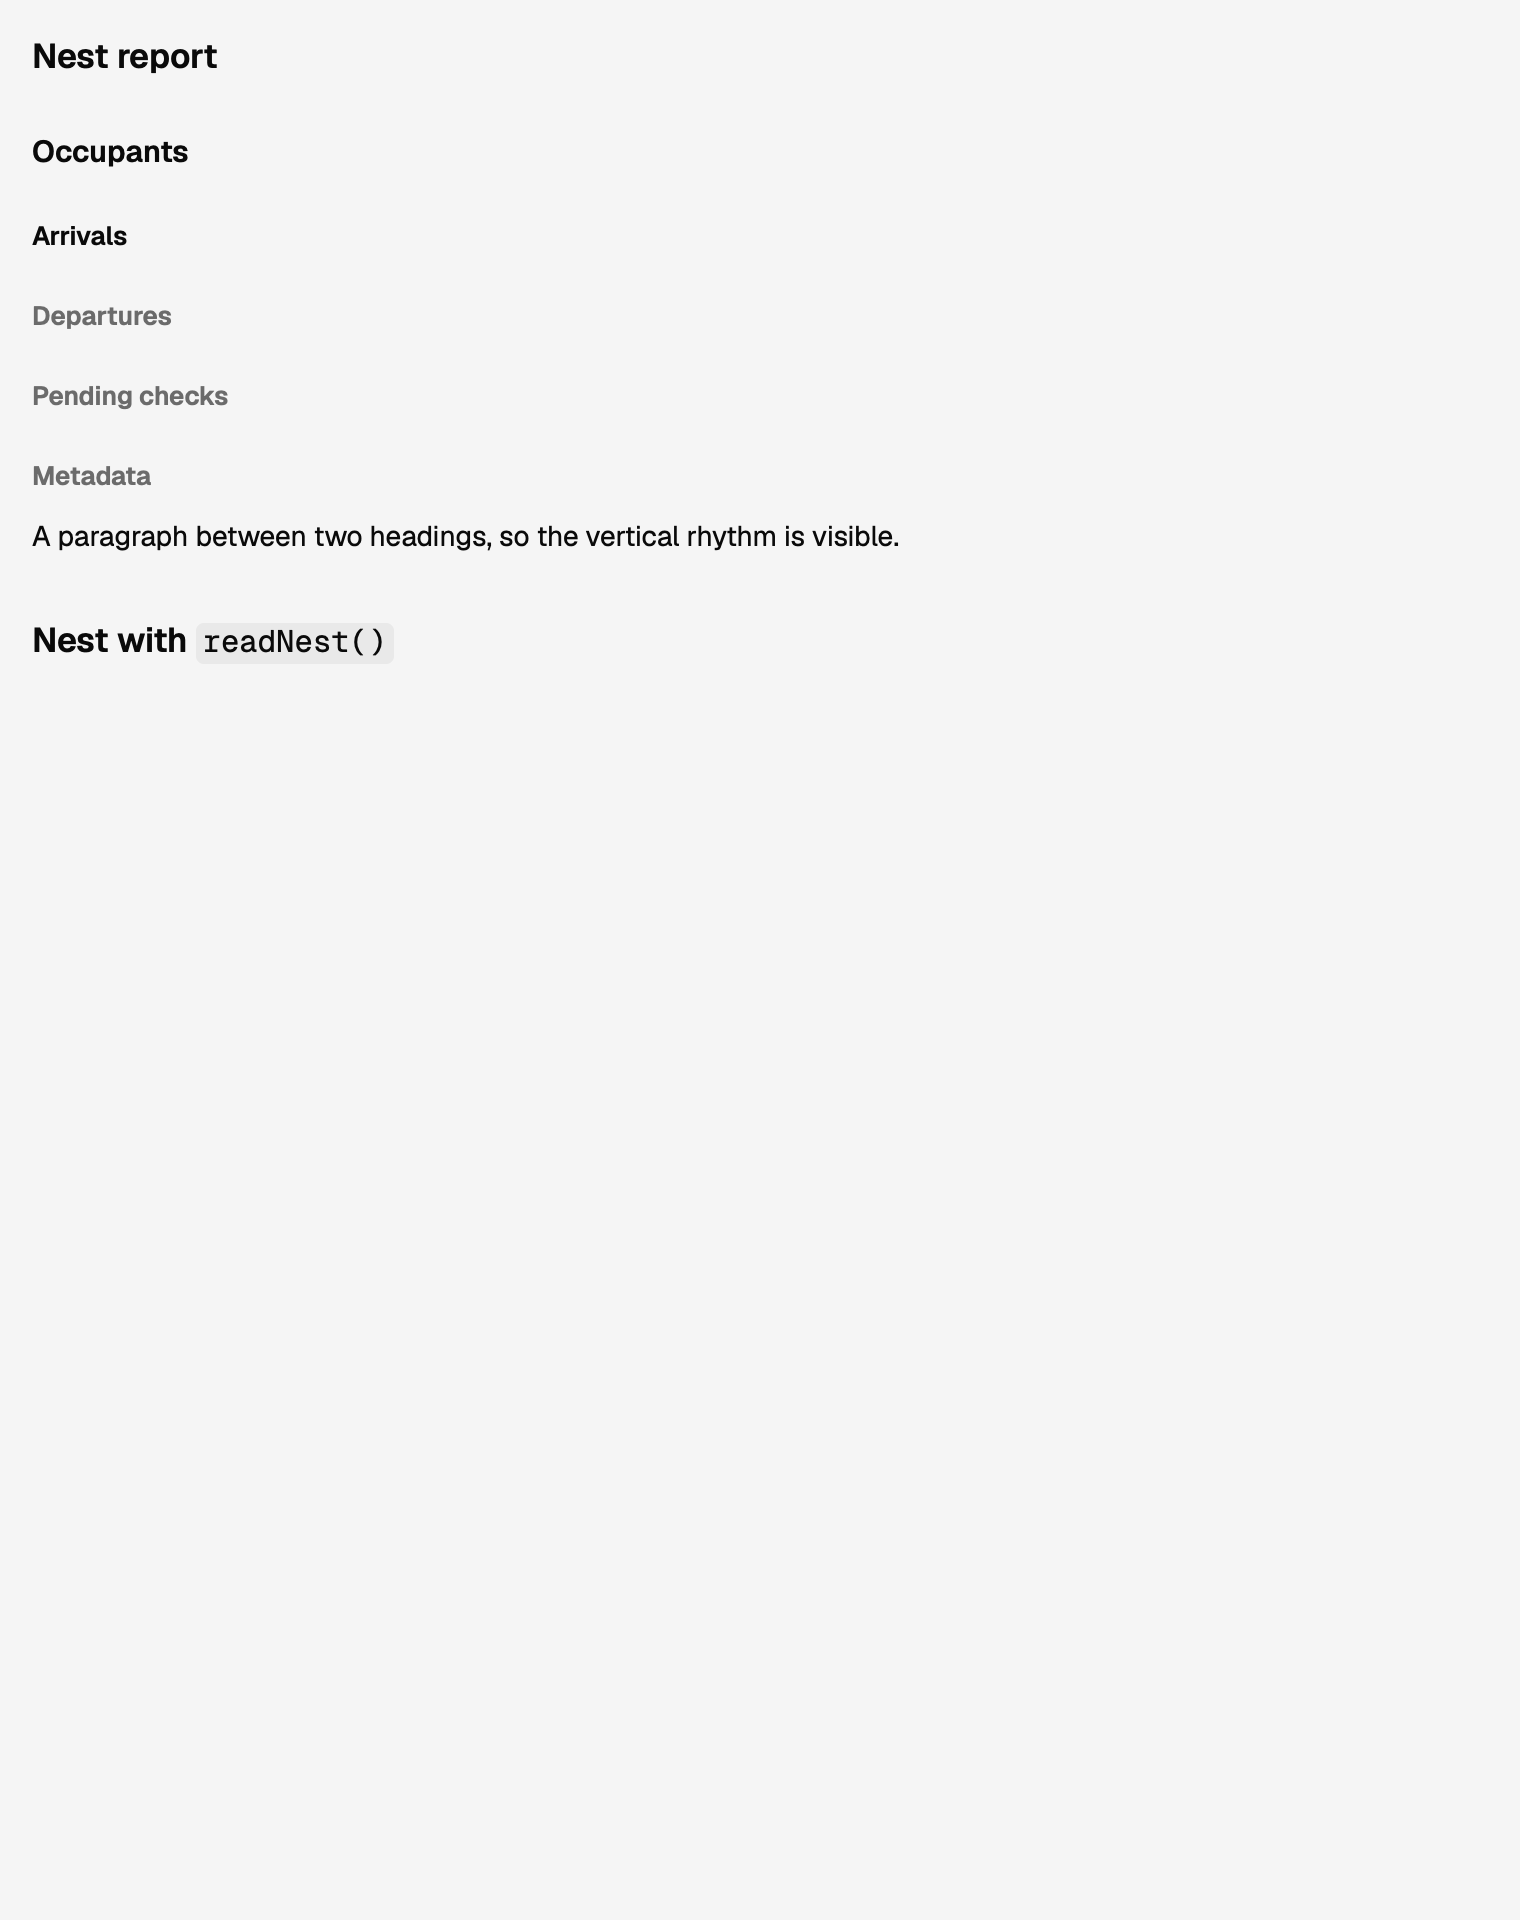 Nest report
Occupants
Arrivals
Departures
Pending checks
Metadata
A paragraph between two headings, so the vertical rhythm is visible.
Nest with readNest()